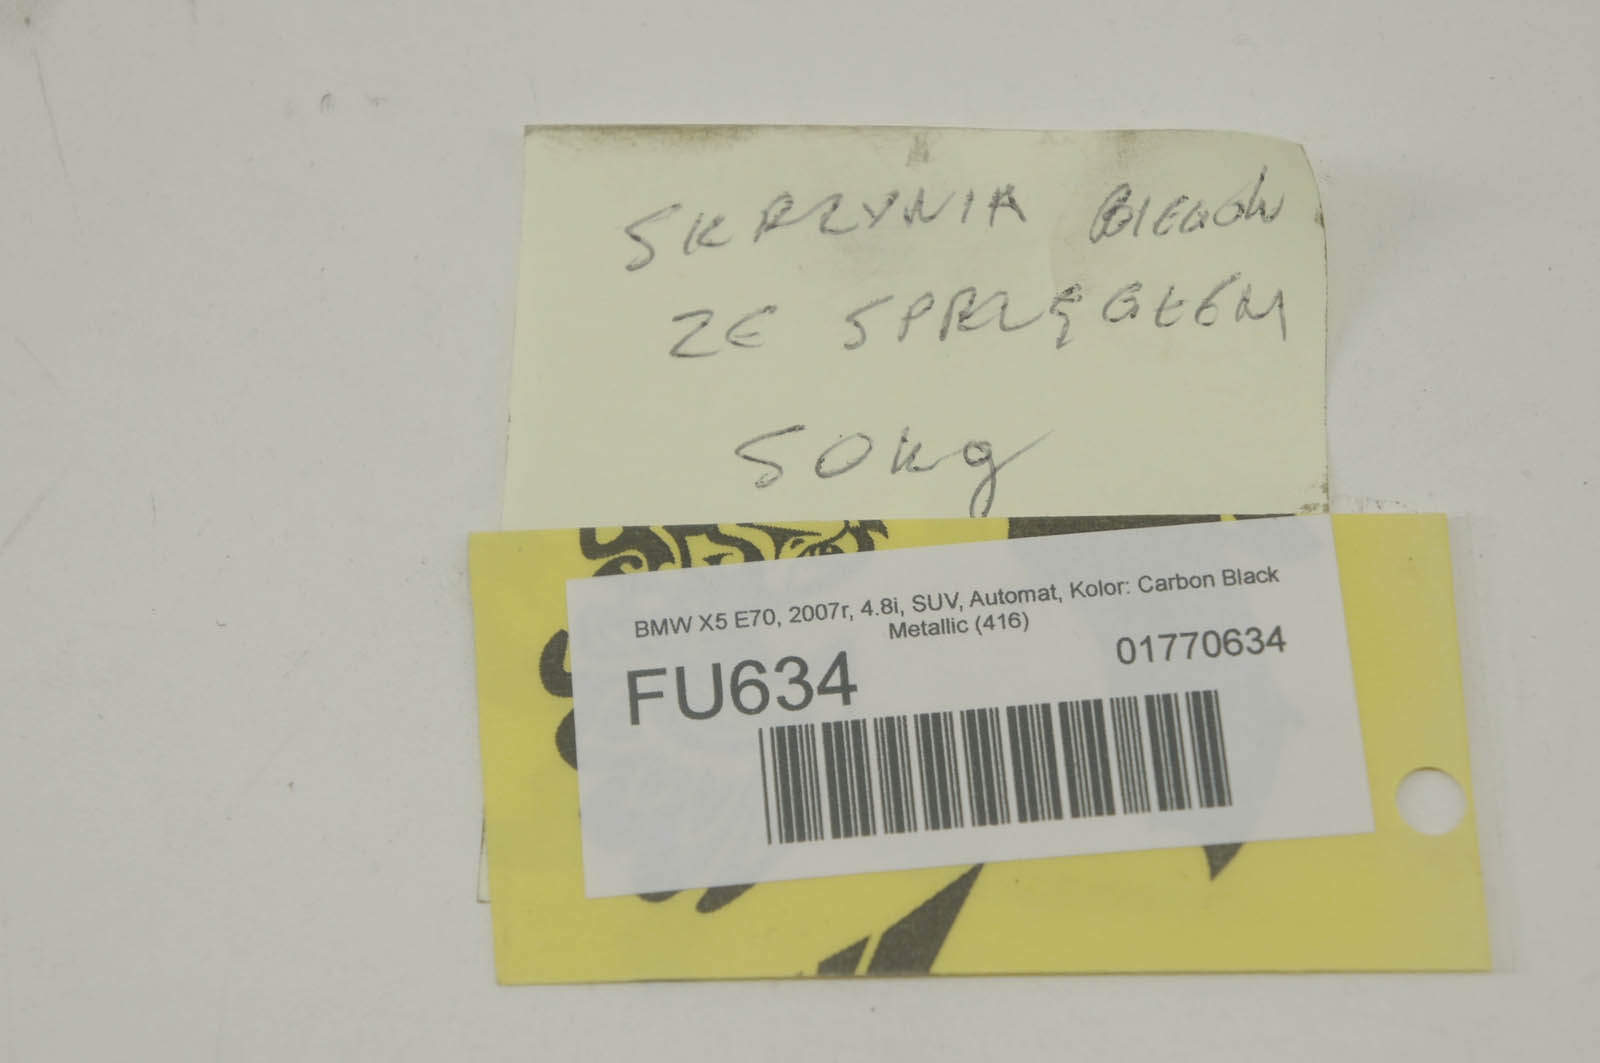 SKRZYNIA BIEGÓW
ZE SPRZĘGŁEM
50kg
BMW X5 E70, 2007r, 4.8i, SUV, Automat, Kolor: Carbon Black
Metallic (416)
FU634
01770634